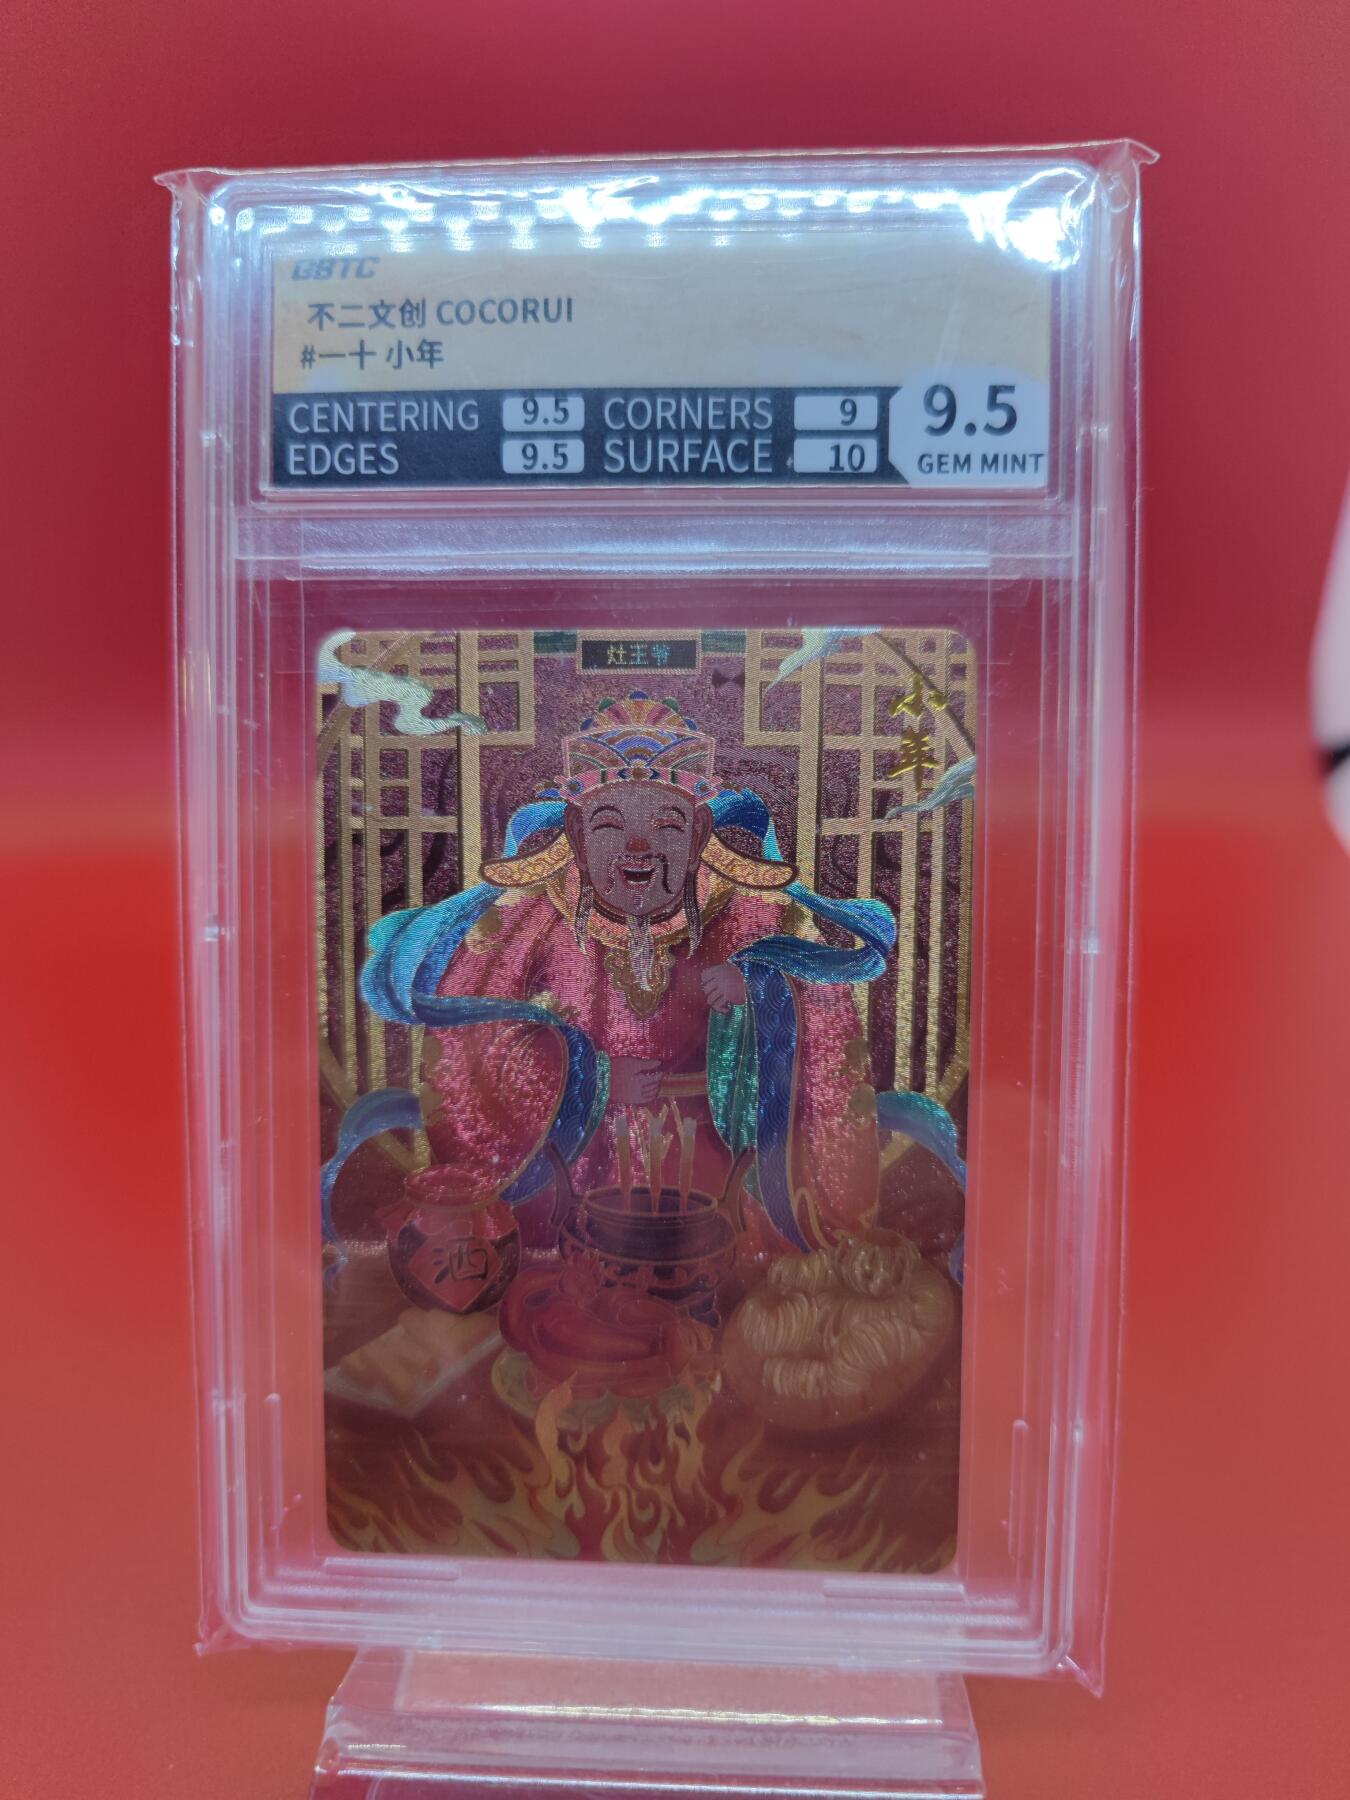 CSTC
不二文创 COCORUI
#一十 小年
CENTERING 9.5 CORNERS 9
EDGES 9.5 SURFACE 10
9.5
GEM MINT
灶王爷
小年
酒